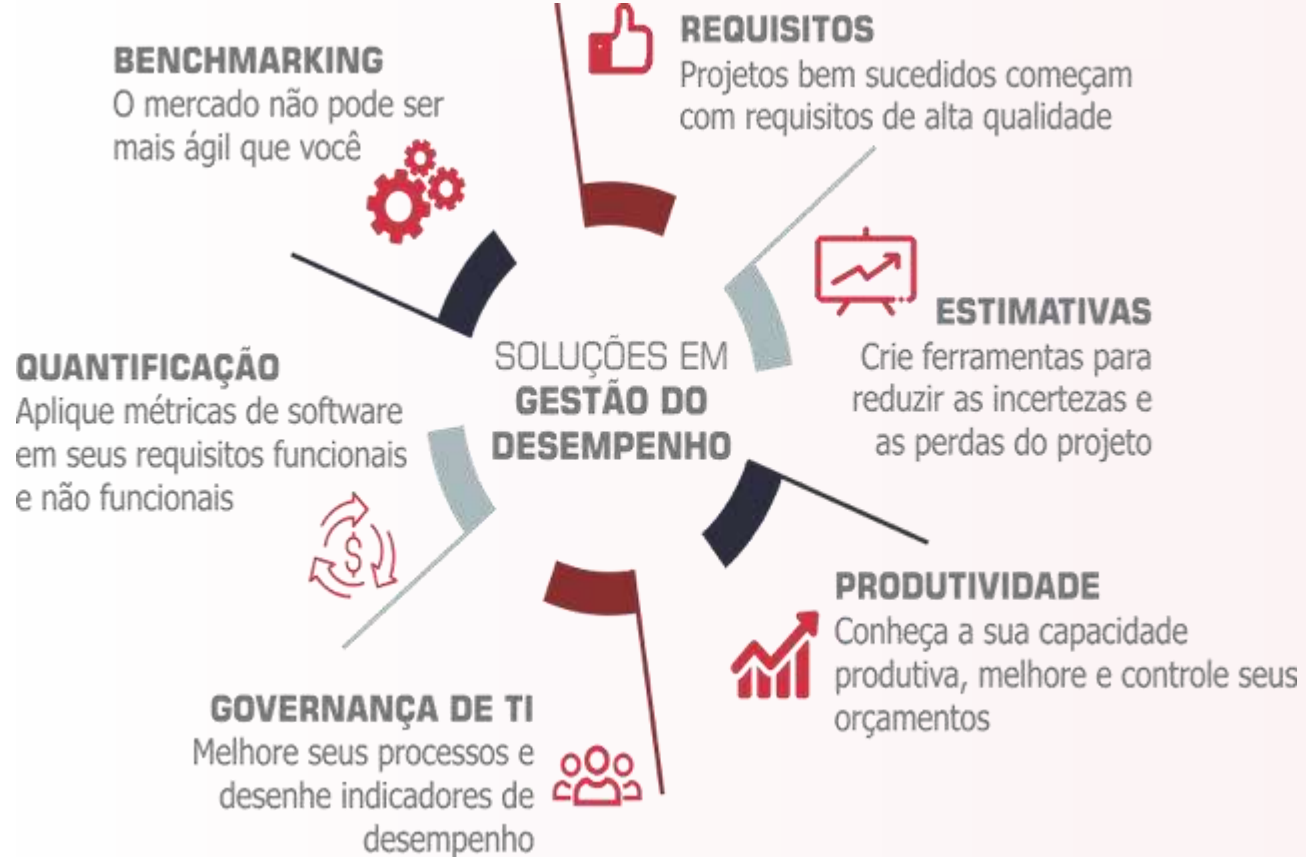 BENCHMARKING
O mercado não pode ser
mais ágil que você
REQUISITOS
Projetos bem sucedidos começam
com requisitos de alta qualidade
ESTIMATIVAS
Crie ferramentas para
reduzir as incertezas e
as perdas do projeto
SOLUÇÕES EM
GESTÃO DO
DESEMPENHO
QUANTIFICAÇÃO
Aplique métricas de software
em seus requisitos funcionais
e não funcionais
$
PRODUTIVIDADE
Conheça a sua capacidade
produtiva, melhore e controle seus
orçamentos
GOVERNANÇA DE TI
Melhore seus processos e
desenhe indicadores de
desempenho